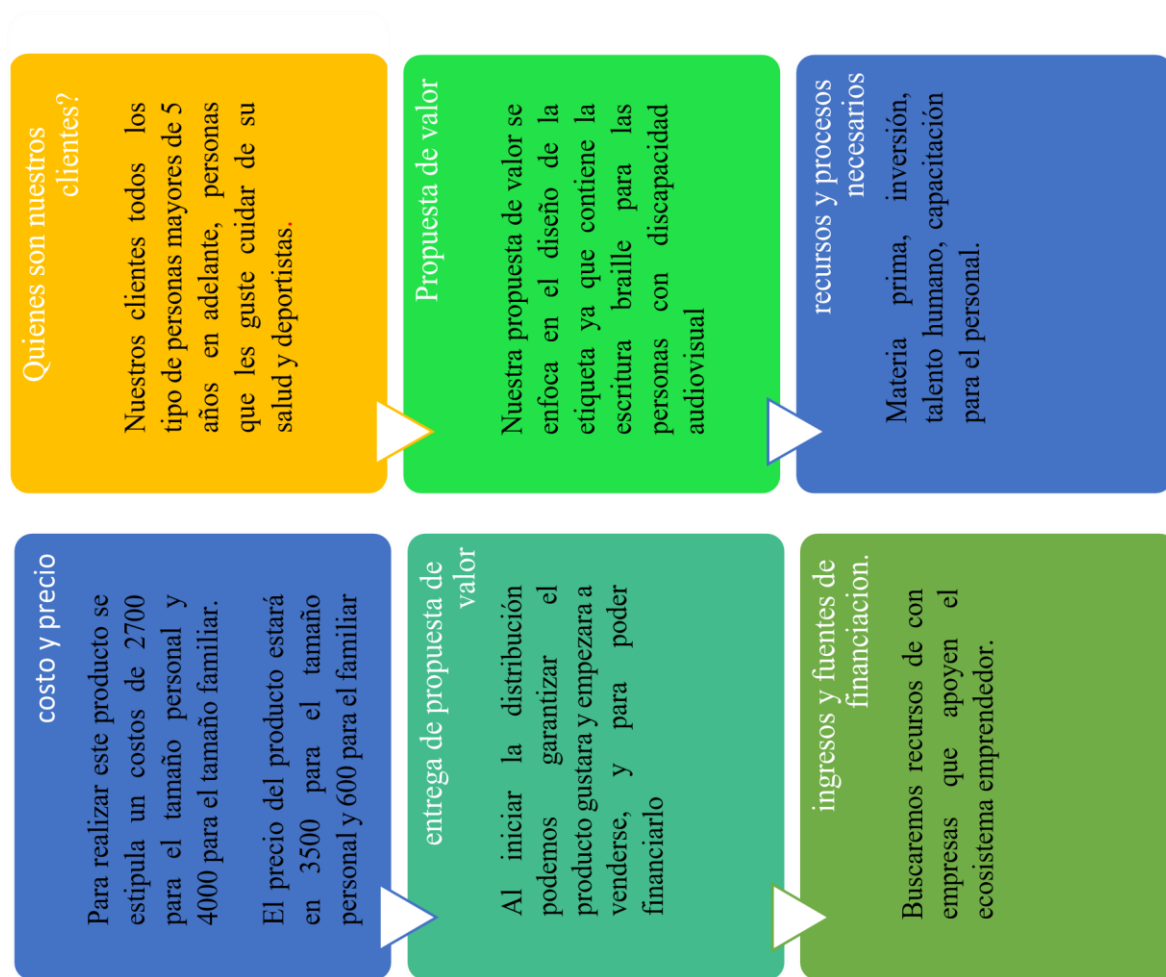 costo y precio
Para realizar este producto se
estipula un costos de 2700
para el tamaño personal y
4000 para el tamaño familiar.
El precio del producto estará
en 3500 para el tamaño
personal y 600 para el familiar
entrega de propuesta de
valor
Al iniciar la distribución
podemos garantizar el
producto gustara y empezara a
venderse, y para poder
financiarlo
ingresos y fuentes de
financiacion.
Buscaremos recursos de con
empresas que apoyen el
ecosistema emprendedor.
Quienes son nuestros
clientes?
Nuestros clientes todos los
tipo de personas mayores de 5
años en adelante, personas
que les guste cuidar de su
salud y deportistas.
Propuesta de valor
Nuestra propuesta de valor se
enfoca en el diseño de la
etiqueta ya que contiene la
escritura braille para las
personas con discapacidad
audiovisual
recursos y procesos
necesarios
Materia prima, inversión,
talento humano, capacitación
para el personal.